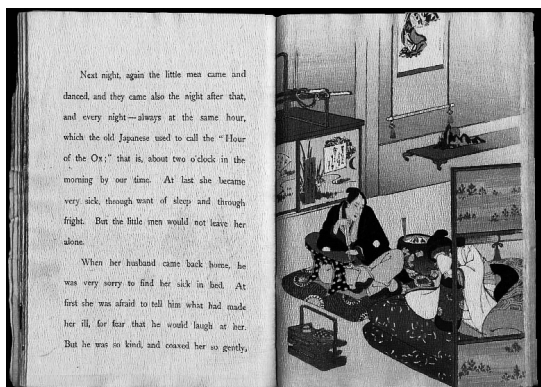 Next night, again the little men came and
danced, and they came also the night after that,
and every night—always at the same hour,
which the old Japanese used to call the "Hour
of the Ox;" that is, about two o'clock in the
morning by our time. At last she became
very sick, through want of sleep and through
fright. But the little men would not leave her
alone.
When her husband came back home, he
was very sorry to find her sick in bed. At
first she was afraid to tell him what had made
her ill, for fear that he would laugh at her.
But he was so kind, and coaxed her so gently,